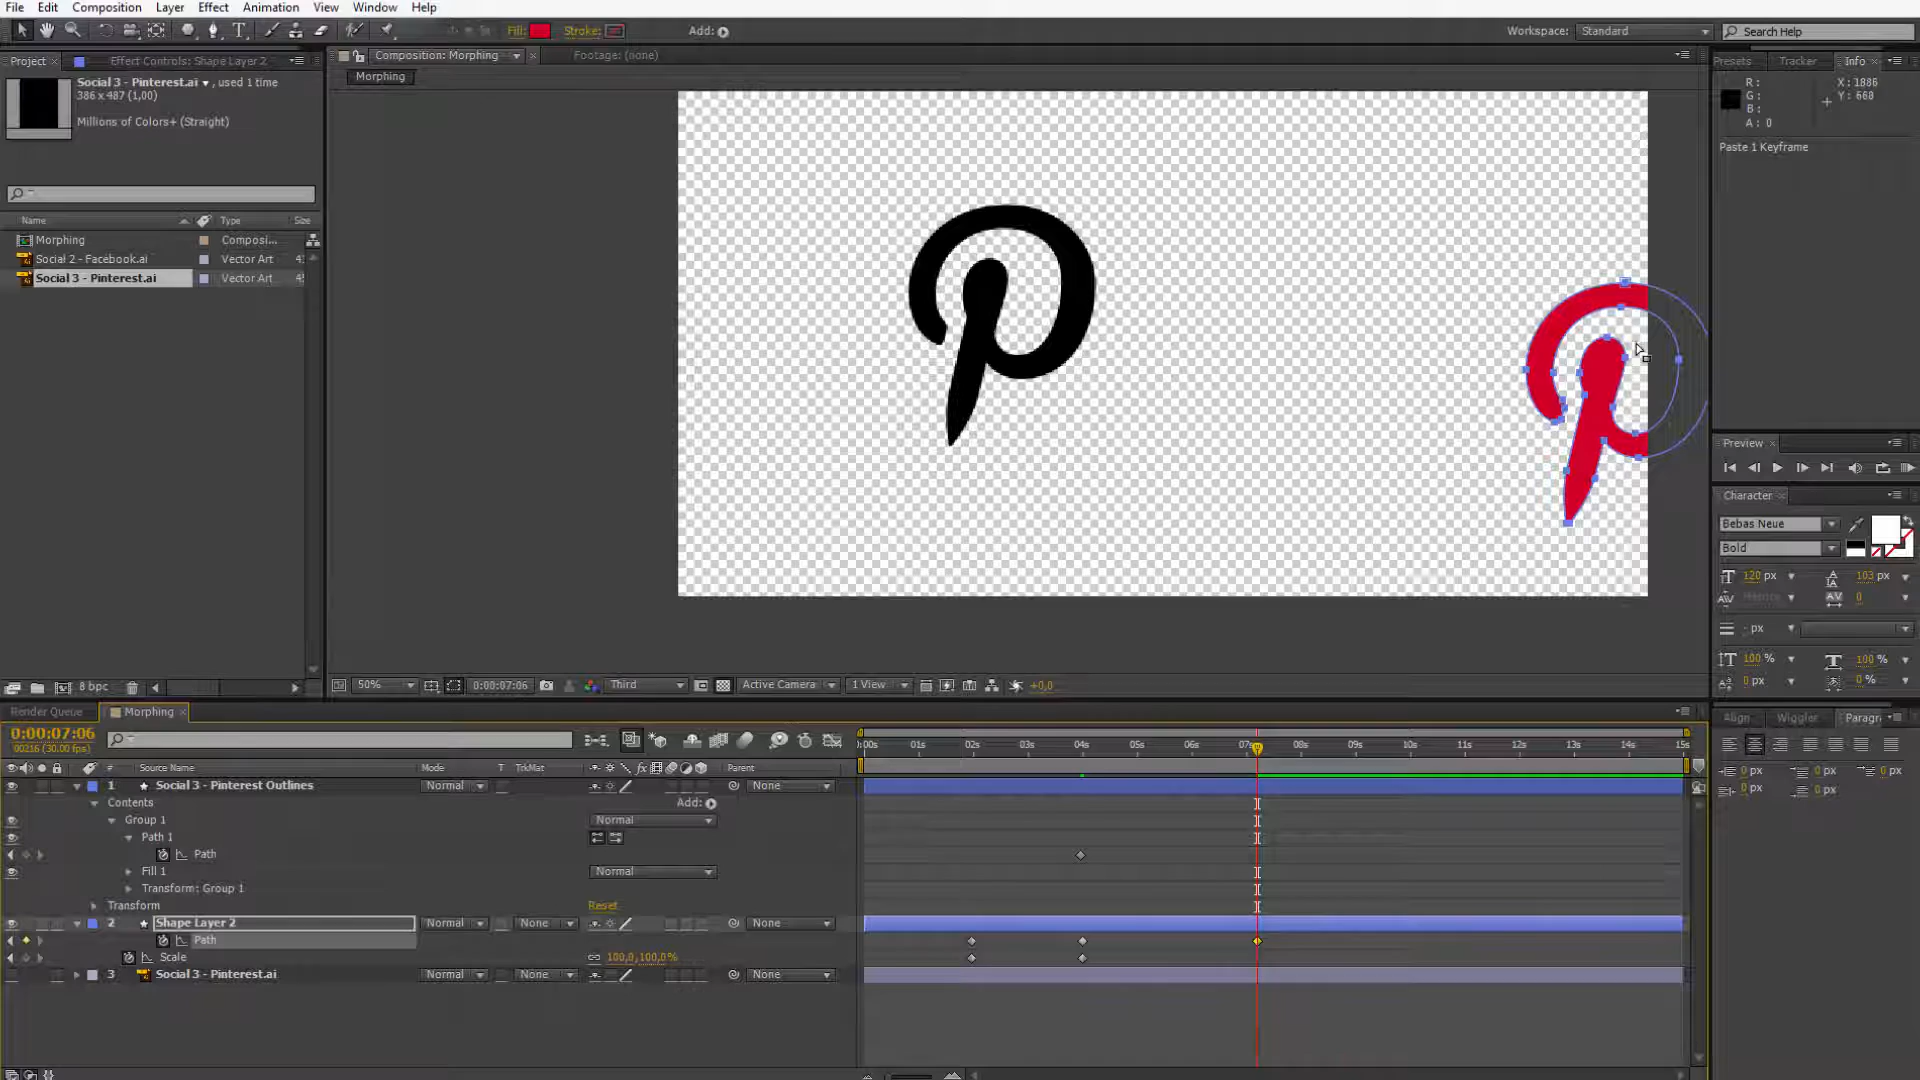 File Edit Composition Layer Effect Animation View Window Help
Fill: Stroke: Add: Workspace: Standard Search Help
Project Effect Controls: Shape Layer 2 Composition: Morphing Footage: (none) Presets Tracker Info
Social 3 - Pinterest.ai, used 1 time
386 x 487 (1,00)
Millions of Colors+ (Straight)
Morphing
R: X: 1886
G: Y: 668
B:
A: 0
Paste 1 Keyframe
Name Type Size
Morphing Composi...
Social 2 - Facebook.ai Vector Art
Social 3 - Pinterest.ai Vector Art
Preview
Character
Bebas Neue
Bold
120 px 103 px
Metrics 0
- px
100 % 100 %
0 px 0 %
8 bpc 50% 0:00:07:06 Third Active Camera 1 View +0,0
Render Queue Morphing Align Wiggler Paragr
0:00:07:06
00216 (30.00 fps)
0:00s 01s 02s 03s 04s 05s 06s 07s 08s 09s 10s 11s 12s 13s 14s 15s
# Source Name Mode T TrkMat Parent
1 Social 3 - Pinterest Outlines Normal None
Contents Add:
Group 1 Normal
Path 1
Path
Fill 1 Normal
Transform: Group 1
Transform Reset
2 Shape Layer 2 Normal None None
Path
Scale 100,0,100,0%
3 Social 3 - Pinterest.ai Normal None None
0 px 0 px 0 px
0 px 0 px